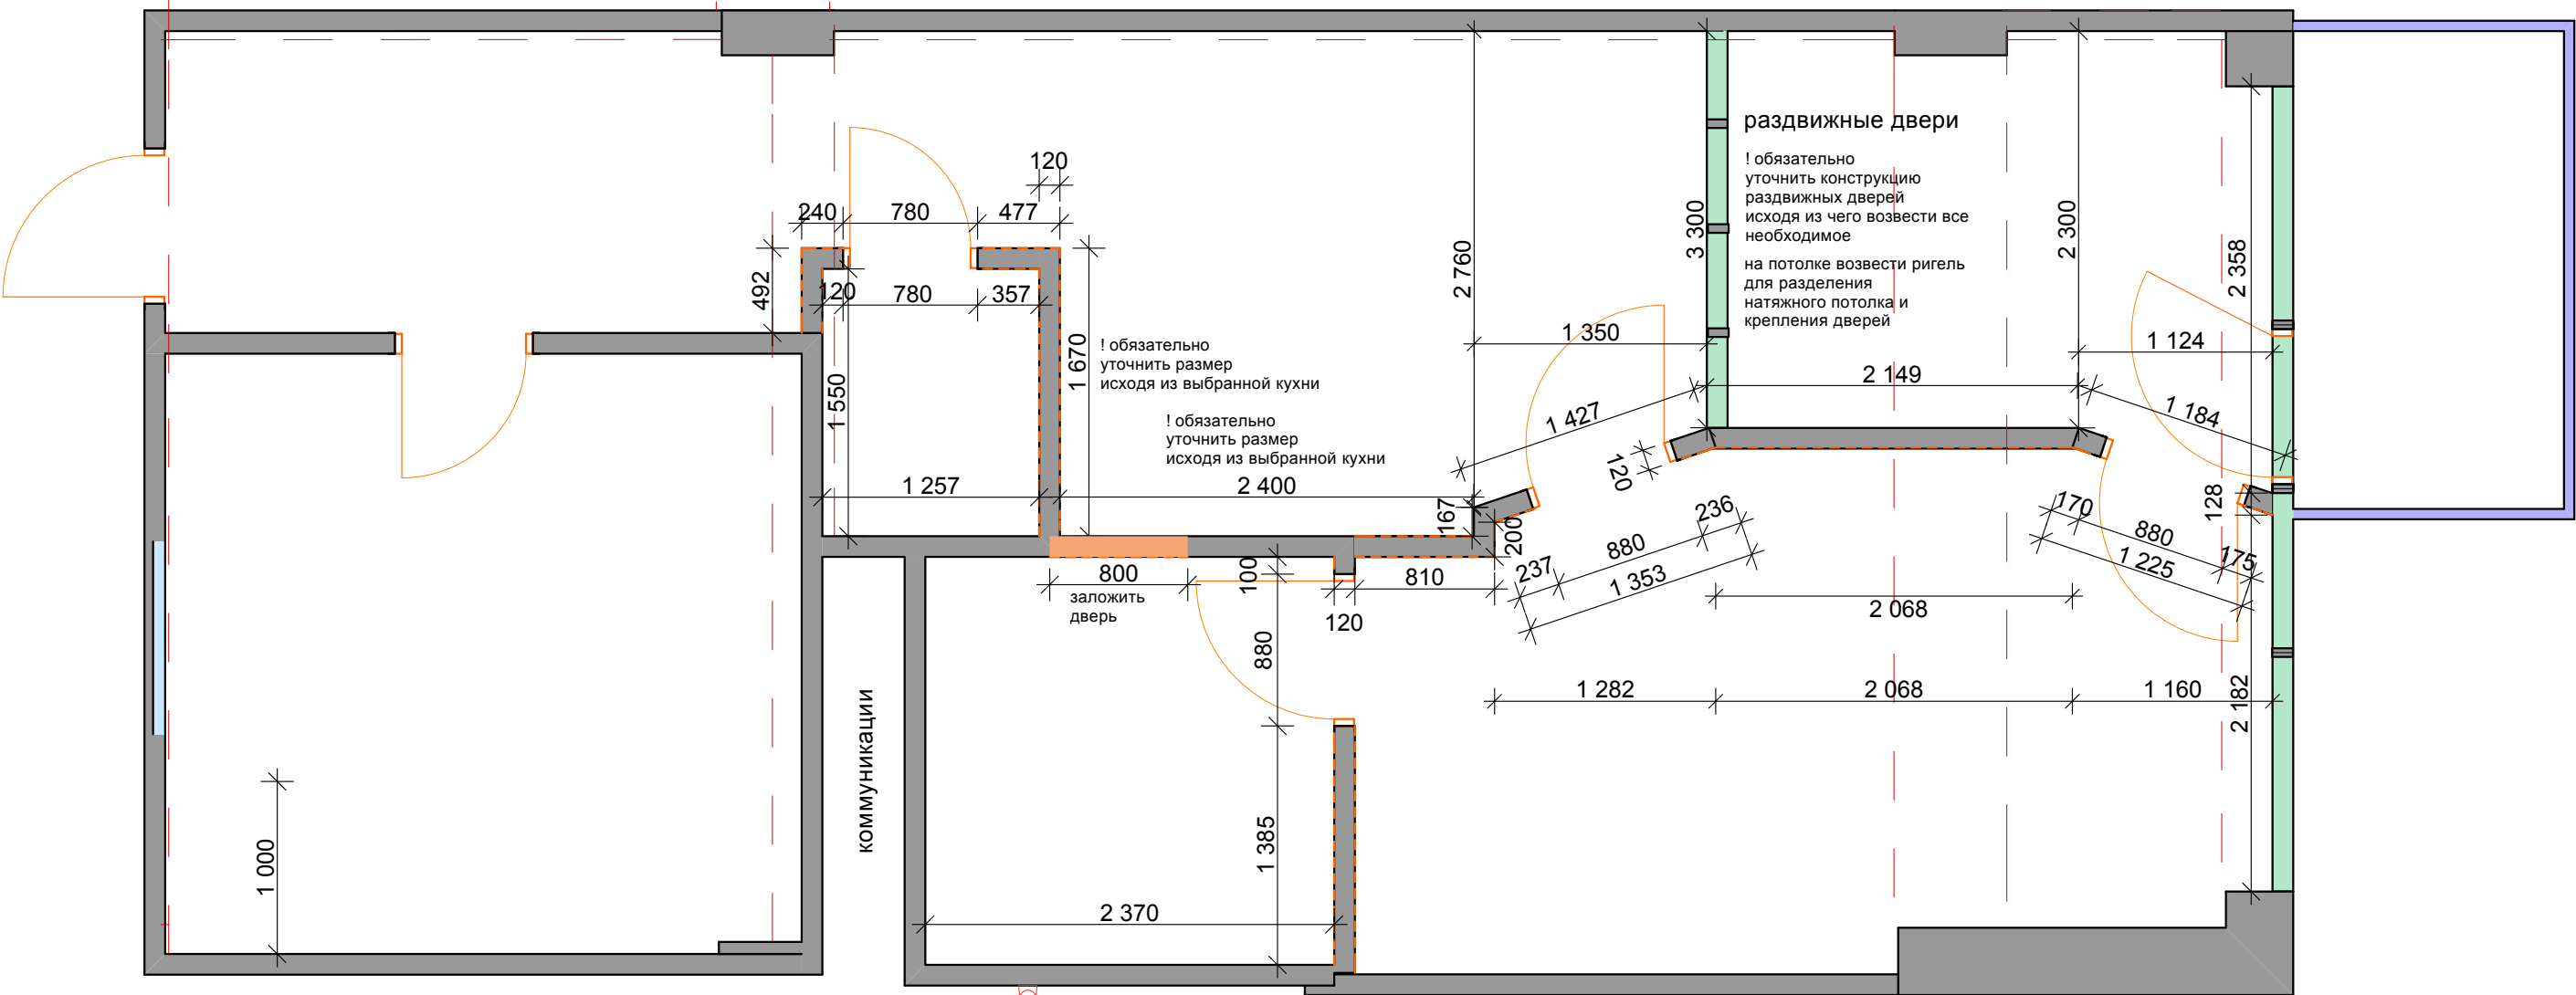 раздвижные двери
! обязательно
уточнить конструкцию
раздвижных дверей
исходя из чего возвести все
необходимое
на потолке возвести ригель
для разделения
натяжного потолка и
крепления дверей
120
240
780
477
492
120
780
357
1 550
1 670
! обязательно
уточнить размер
исходя из выбранной кухни
! обязательно
уточнить размер
исходя из выбранной кухни
2 760
3 300
2 300
2 358
1 350
1 124
2 149
1 427
1 184
120
1 257
2 400
167
200
236
880
237
1 353
170
880
175
1 225
128
800
заложить
дверь
100
810
120
880
2 068
1 282
2 068
1 160
2 182
коммуникации
1 000
1 385
2 370